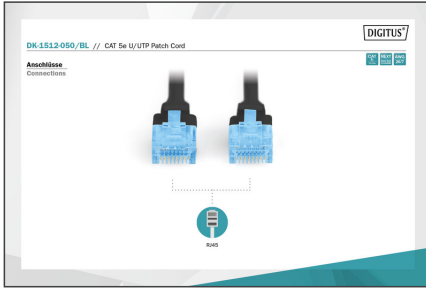 DIGITUS®
DK-1512-050/BL // CAT 5e U/UTP Patch Cord
Anschlüsse
Connections
RJ45